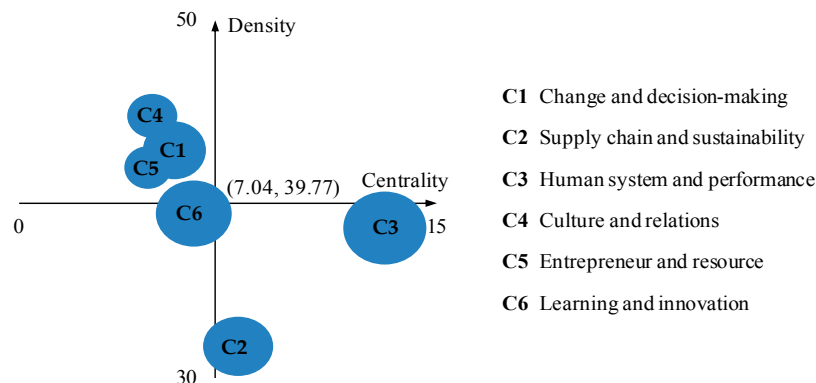 50
Density
C4
C1
C5
(7.04, 39.77)
Centrality
0
C6
C3
15
C2
30
C1 Change and decision-making
C2 Supply chain and sustainability
C3 Human system and performance
C4 Culture and relations
C5 Entrepreneur and resource
C6 Learning and innovation